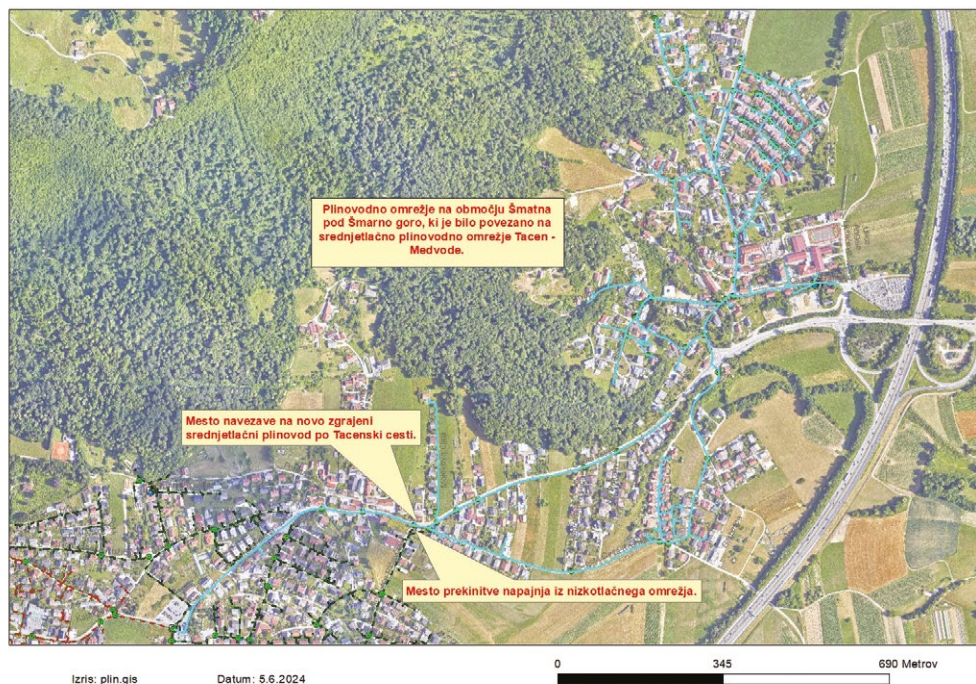 Plinovodno omrežje na območju Šmatna
pod Šmarno goro, ki je bilo povezano na
srednjetlačno plinovodno omrežje Tacen -
Medvode.
Mesto navezave na novo zgrajeni
srednjetlačni plinovod po Tacenski cesti.
Mesto prekinitve napajnja iz nizkotlačnega omrežja.
0 345 690 Metrov
Izris: plin.gis Datum: 5.6.2024